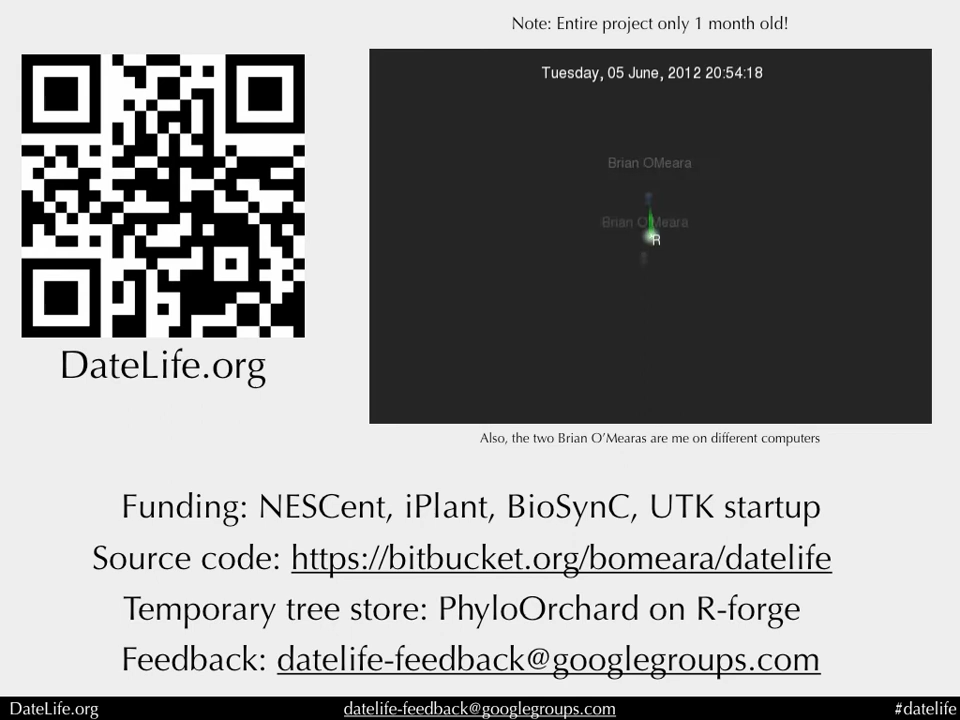 Note: Entire project only 1 month old!
Tuesday, 05 June, 2012 20:54:18
Brian OMeara
Brian OMeara
R
DateLife.org
Also, the two Brian O’Mearas are me on different computers
Funding: NESCent, iPlant, BioSynC, UTK startup
Source code: https://bitbucket.org/bomeara/datelife
Temporary tree store: PhyloOrchard on R-forge
Feedback: datelife-feedback@googlegroups.com
DateLife.org datelife-feedback@googlegroups.com #datelife